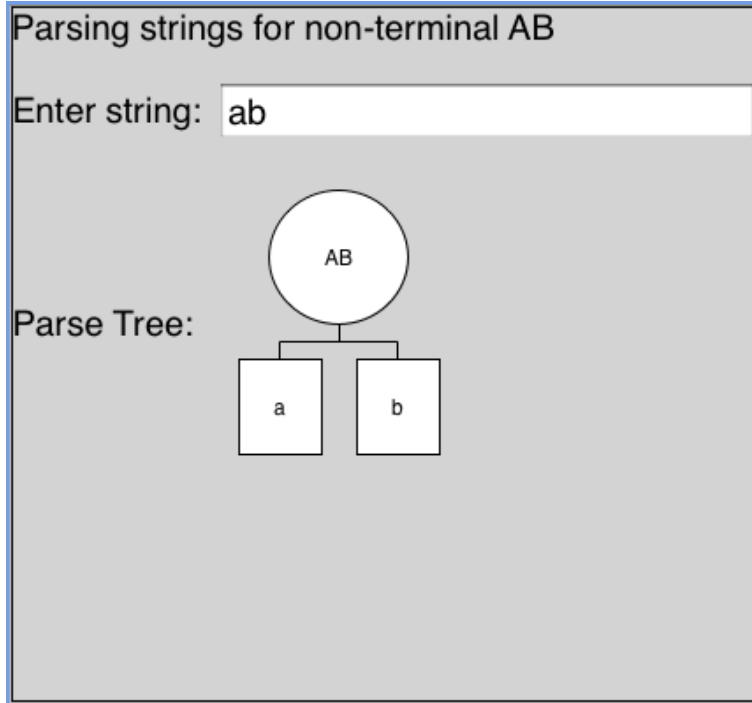 Parsing strings for non-terminal AB
Enter string: ab
AB
Parse Tree:
a b